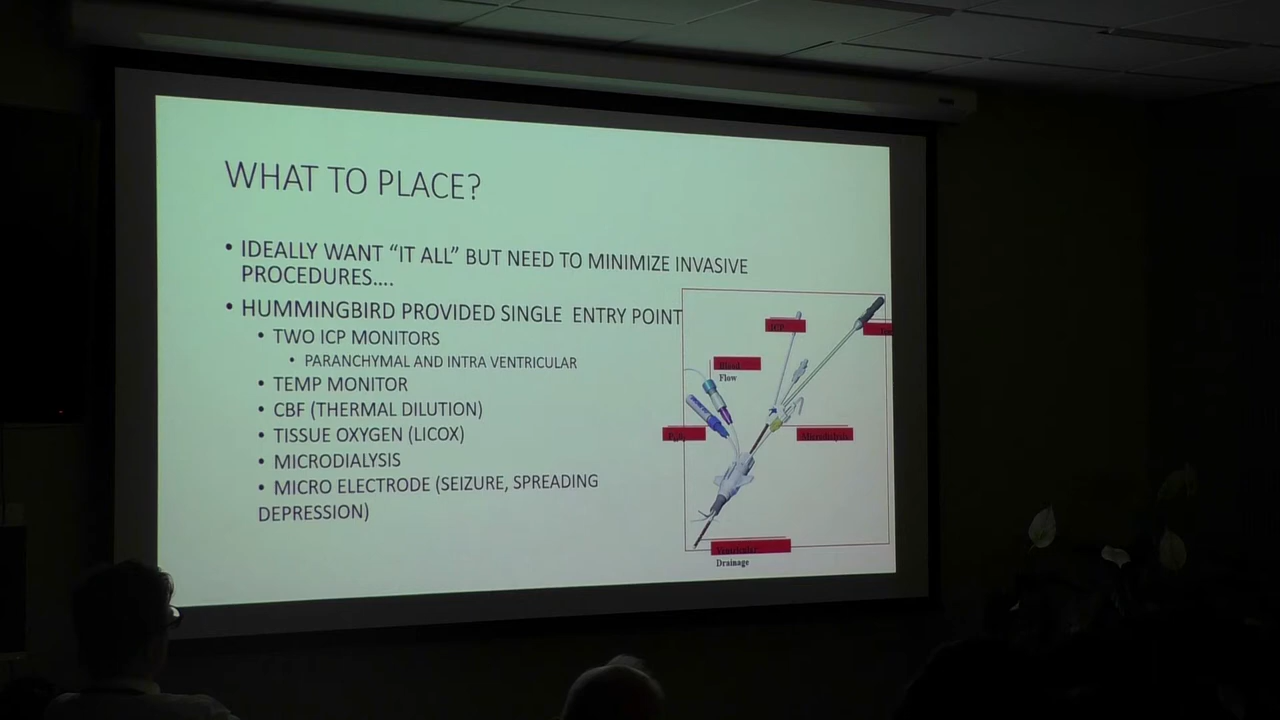 WHAT TO PLACE?
• IDEALLY WANT “IT ALL” BUT NEED TO MINIMIZE INVASIVE
PROCEDURES....
• HUMMINGBIRD PROVIDED SINGLE ENTRY POINT
• TWO ICP MONITORS
• PARANCHYMAL AND INTRA VENTRICULAR
• TEMP MONITOR
• CBF (THERMAL DILUTION)
• TISSUE OXYGEN (LICOX)
• MICRODIALYSIS
• MICRO ELECTRODE (SEIZURE, SPREADING
DEPRESSION)
ICP
Blood
Flow
Microdialysis
Ventricular
Drainage